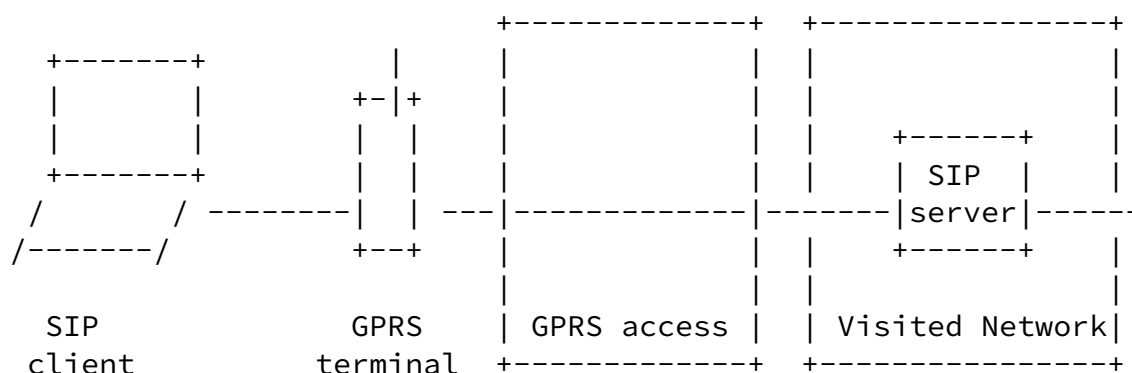 SIP
server
SIP GPRS GPRS access Visited Network
client terminal